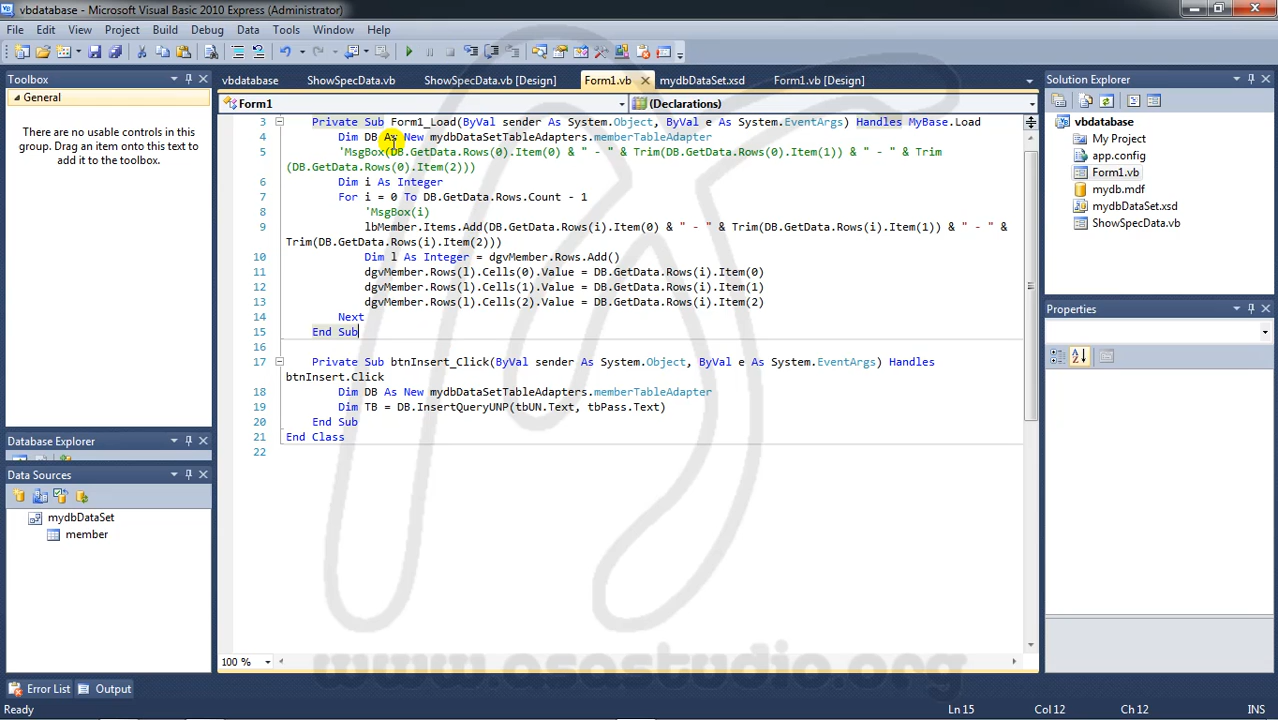 vbdatabase - Microsoft Visual Basic 2010 Express (Administrator)
File Edit View Project Build Debug Data Tools Window Help
Toolbox
General
There are no usable controls in this
group. Drag an item onto this text to
add it to the toolbox.
Database Explorer
Data Sources
mydbDataSet
member
vbdatabase ShowSpecData.vb ShowSpecData.vb [Design] Form1.vb mydbDataSet.xsd Form1.vb [Design]
Form1 (Declarations)
3 Private Sub Form1_Load(ByVal sender As System.Object, ByVal e As System.EventArgs) Handles MyBase.Load
4 Dim DB As New mydbDataSetTableAdapters.memberTableAdapter
5 'MsgBox(DB.GetData.Rows(0).Item(0) & " - " & Trim(DB.GetData.Rows(0).Item(1)) & " - " & Trim
(DB.GetData.Rows(0).Item(2)))
6 Dim i As Integer
7 For i = 0 To DB.GetData.Rows.Count - 1
8 'MsgBox(i)
9 lbMember.Items.Add(DB.GetData.Rows(i).Item(0) & " - " & Trim(DB.GetData.Rows(i).Item(1)) & " - " &
Trim(DB.GetData.Rows(i).Item(2)))
10 Dim l As Integer = dgvMember.Rows.Add()
11 dgvMember.Rows(l).Cells(0).Value = DB.GetData.Rows(i).Item(0)
12 dgvMember.Rows(l).Cells(1).Value = DB.GetData.Rows(i).Item(1)
13 dgvMember.Rows(l).Cells(2).Value = DB.GetData.Rows(i).Item(2)
14 Next
15 End Sub
16
17 Private Sub btnInsert_Click(ByVal sender As System.Object, ByVal e As System.EventArgs) Handles
btnInsert.Click
18 Dim DB As New mydbDataSetTableAdapters.memberTableAdapter
19 Dim TB = DB.InsertQueryUNP(tbUN.Text, tbPass.Text)
20 End Sub
21 End Class
22
100 %
www.asastudio.org
Solution Explorer
vbdatabase
My Project
app.config
Form1.vb
mydb.mdf
mydbDataSet.xsd
ShowSpecData.vb
Properties
Error List Output
Ready Ln 15 Col 12 Ch 12 INS